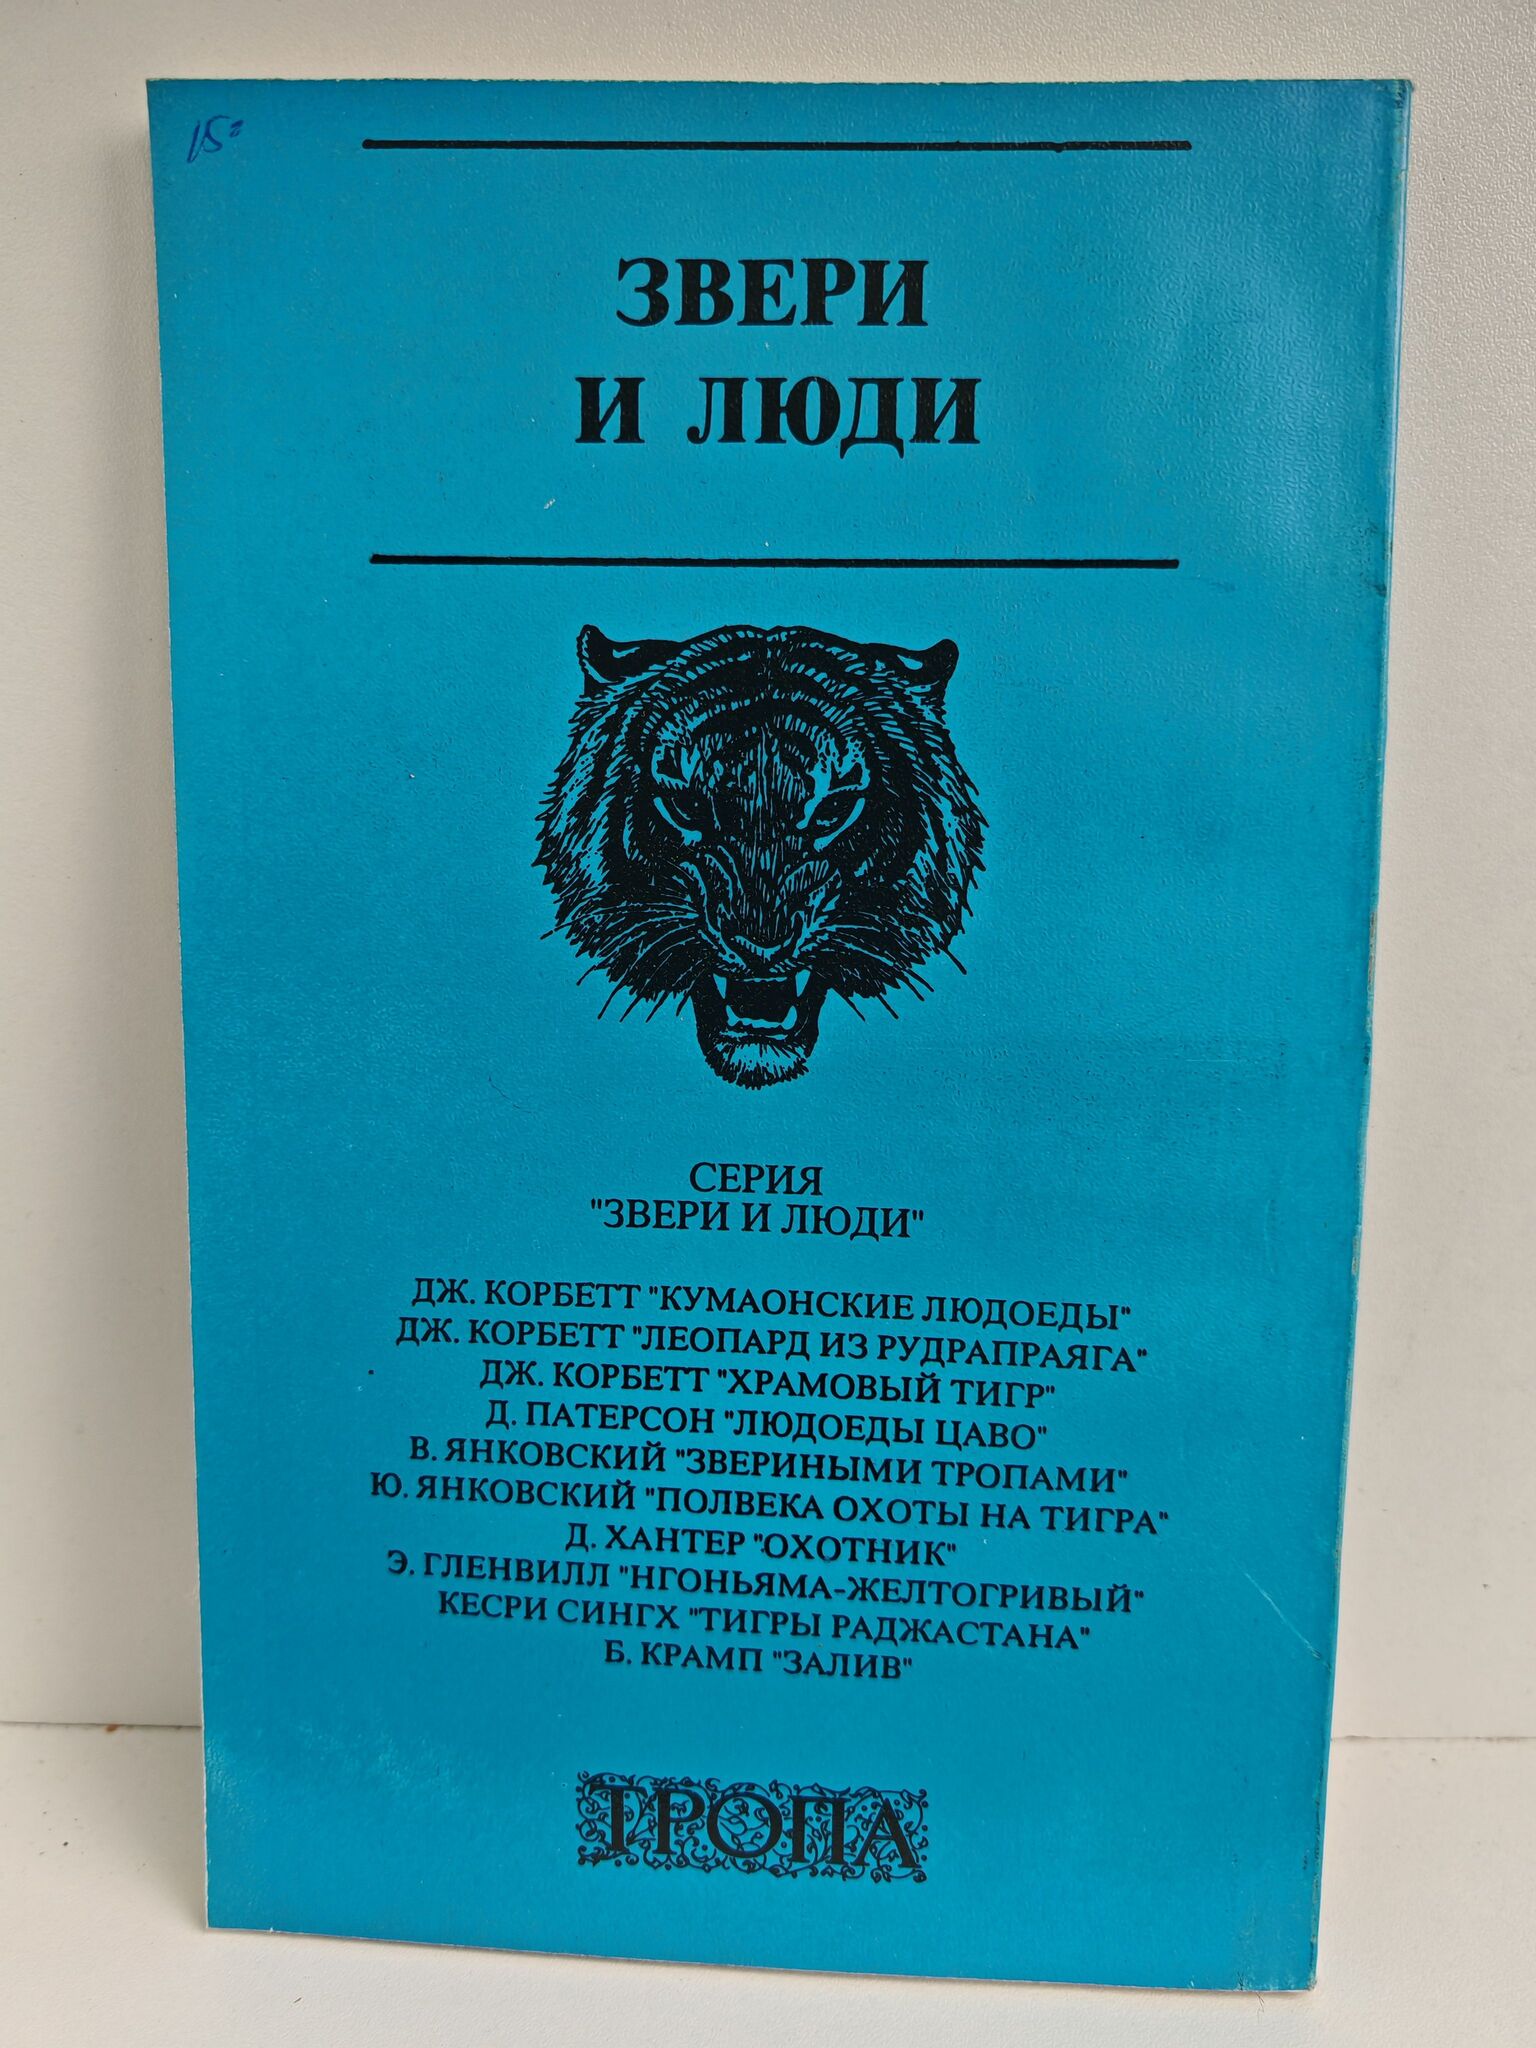 15=
ЗВЕРИ
И ЛЮДИ
СЕРИЯ
"ЗВЕРИ И ЛЮДИ"
ДЖ. КОРБЕТТ "КУМАОНСКИЕ ЛЮДОЕДЫ"
ДЖ. КОРБЕТТ "ЛЕОПАРД ИЗ РУДРАПРАЯГА"
ДЖ. КОРБЕТТ "ХРАМОВЫЙ ТИГР"
Д. ПАТЕРСОН "ЛЮДОЕДЫ ЦАВО"
В. ЯНКОВСКИЙ "ЗВЕРИНЫМИ ТРОПАМИ"
Ю. ЯНКОВСКИЙ "ПОЛВЕКА ОХОТЫ НА ТИГРА"
Д. ХАНТЕР "ОХОТНИК"
Э. ГЛЕНВИЛЛ "НГОНЬЯМА-ЖЕЛТОГРИВЫЙ"
КЕСРИ СИНГХ "ТИГРЫ РАДЖАСТАНА"
Б. КРАМП "ЗАЛИВ"
ТРОПА